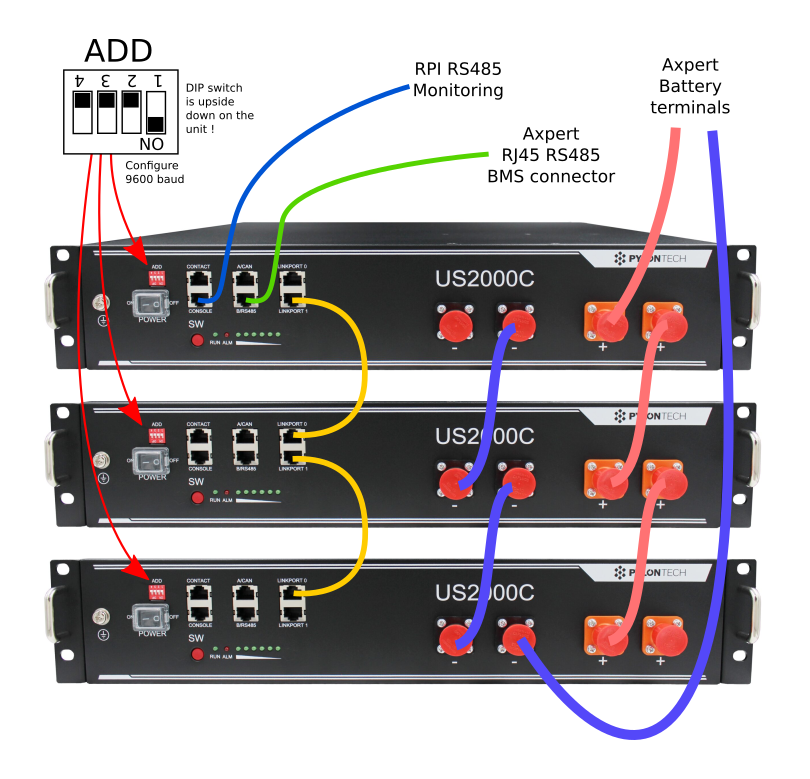 ADD
4 3 2 1
NO
DIP switch
is upside
down on the
unit !
Configure
9600 baud
RPI RS485
Monitoring
Axpert
RJ45 RS485
BMS connector
Axpert
Battery
terminals
PYLONTECH
ADD
CONTACT
A/CAN
LINKPORT 0
US2000C
ON
OFF
POWER
CONSOLE
B/RS485
LINKPORT 1
SW
RUN ALM
- - + +
PYLONTECH
ADD
CONTACT
A/CAN
LINKPORT 0
US2000C
ON
OFF
POWER
CONSOLE
B/RS485
LINKPORT 1
SW
RUN ALM
- - + +
PYLONTECH
ADD
CONTACT
A/CAN
LINKPORT 0
US2000C
ON
OFF
POWER
CONSOLE
B/RS485
LINKPORT 1
SW
RUN ALM
- - + +